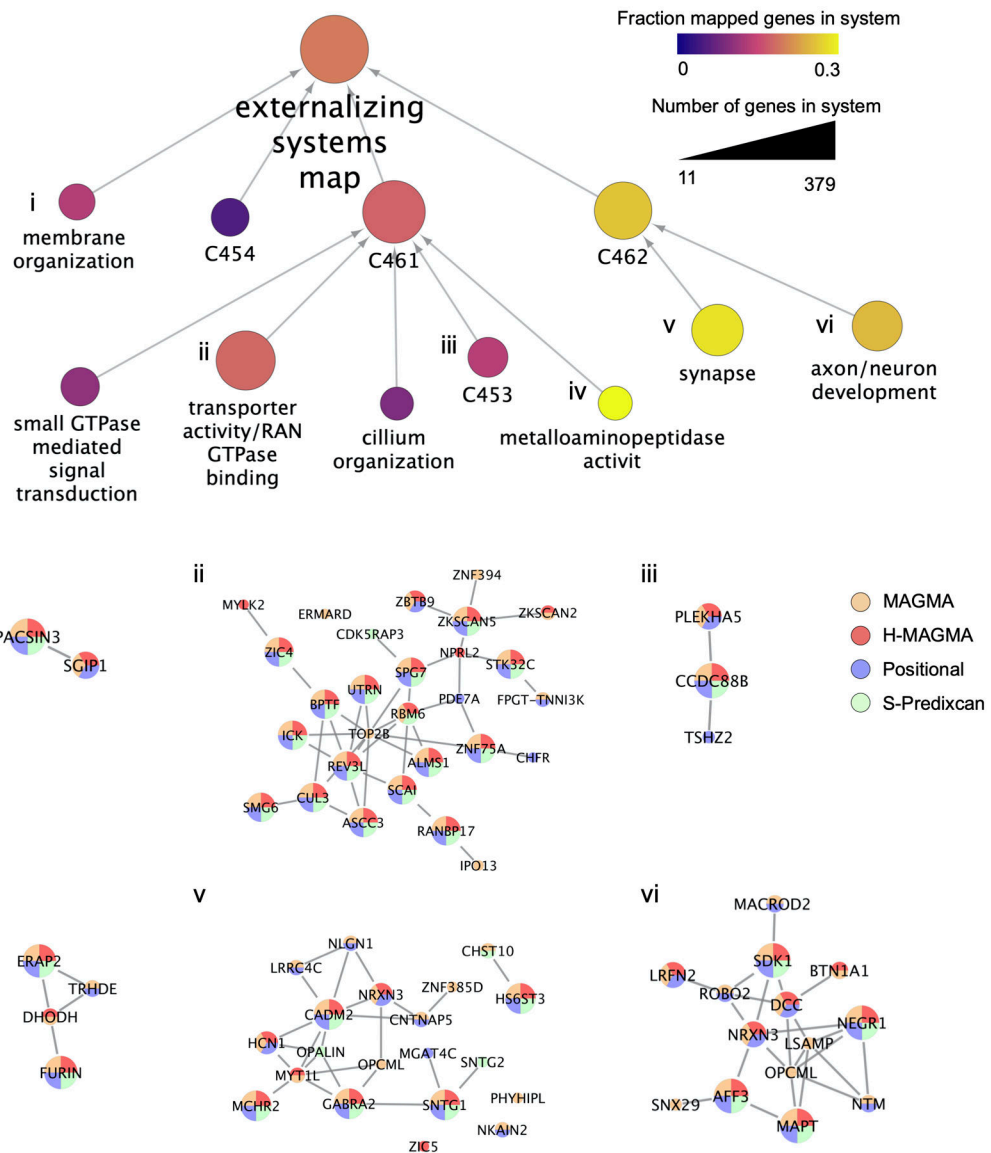 Fraction mapped genes in system
0
0.3
Number of genes in system
11
379
externalizing
systems
map
i
membrane
organization
C454
C461
C462
small GTPase
mediated
signal
transduction
ii
transporter
activity/RAN
GTPase
binding
cillium
organization
iii
C453
iv
metalloaminopeptidase
activit
v
synapse
vi
axon/neuron
development
PACSIN3
SGIP1
ii
MYLK2
ERMARD
ZNF394
ZBTB9
ZKSCAN5
ZKSCAN2
CDK5RAP3
ZIC4
NPRL2
SPG7
STK32C
UTRN
BPTF
PDE7A
FPGT-TNNI3K
RBM6
ICK
TOP2B
ZNF75A
CHFR
REV3L
ALMS1
SCAI
CUL3
SMG6
ASCC3
RANBP17
IPO13
iii
PLEKHA5
CCDC88B
TSHZ2
MAGMA
H-MAGMA
Positional
S-Predixcan
ERAP2
TRHDE
DHODH
FURIN
v
NLGN1
LRRC4C
NRXN3
ZNF385D
CHST10
HS6ST3
CADM2
CNTNAP5
HCN1
OPALIN
MGAT4C
MYT1L
OPCML
SNTG2
MCHR2
GABRA2
SNTG1
PHYHIPL
NKAIN2
ZIC5
vi
MACROD2
SDK1
LRFN2
BTN1A1
ROBO2
DCC
NRXN3
NEGR1
LSAMP
OPCML
AFF3
SNX29
NTM
MAPT